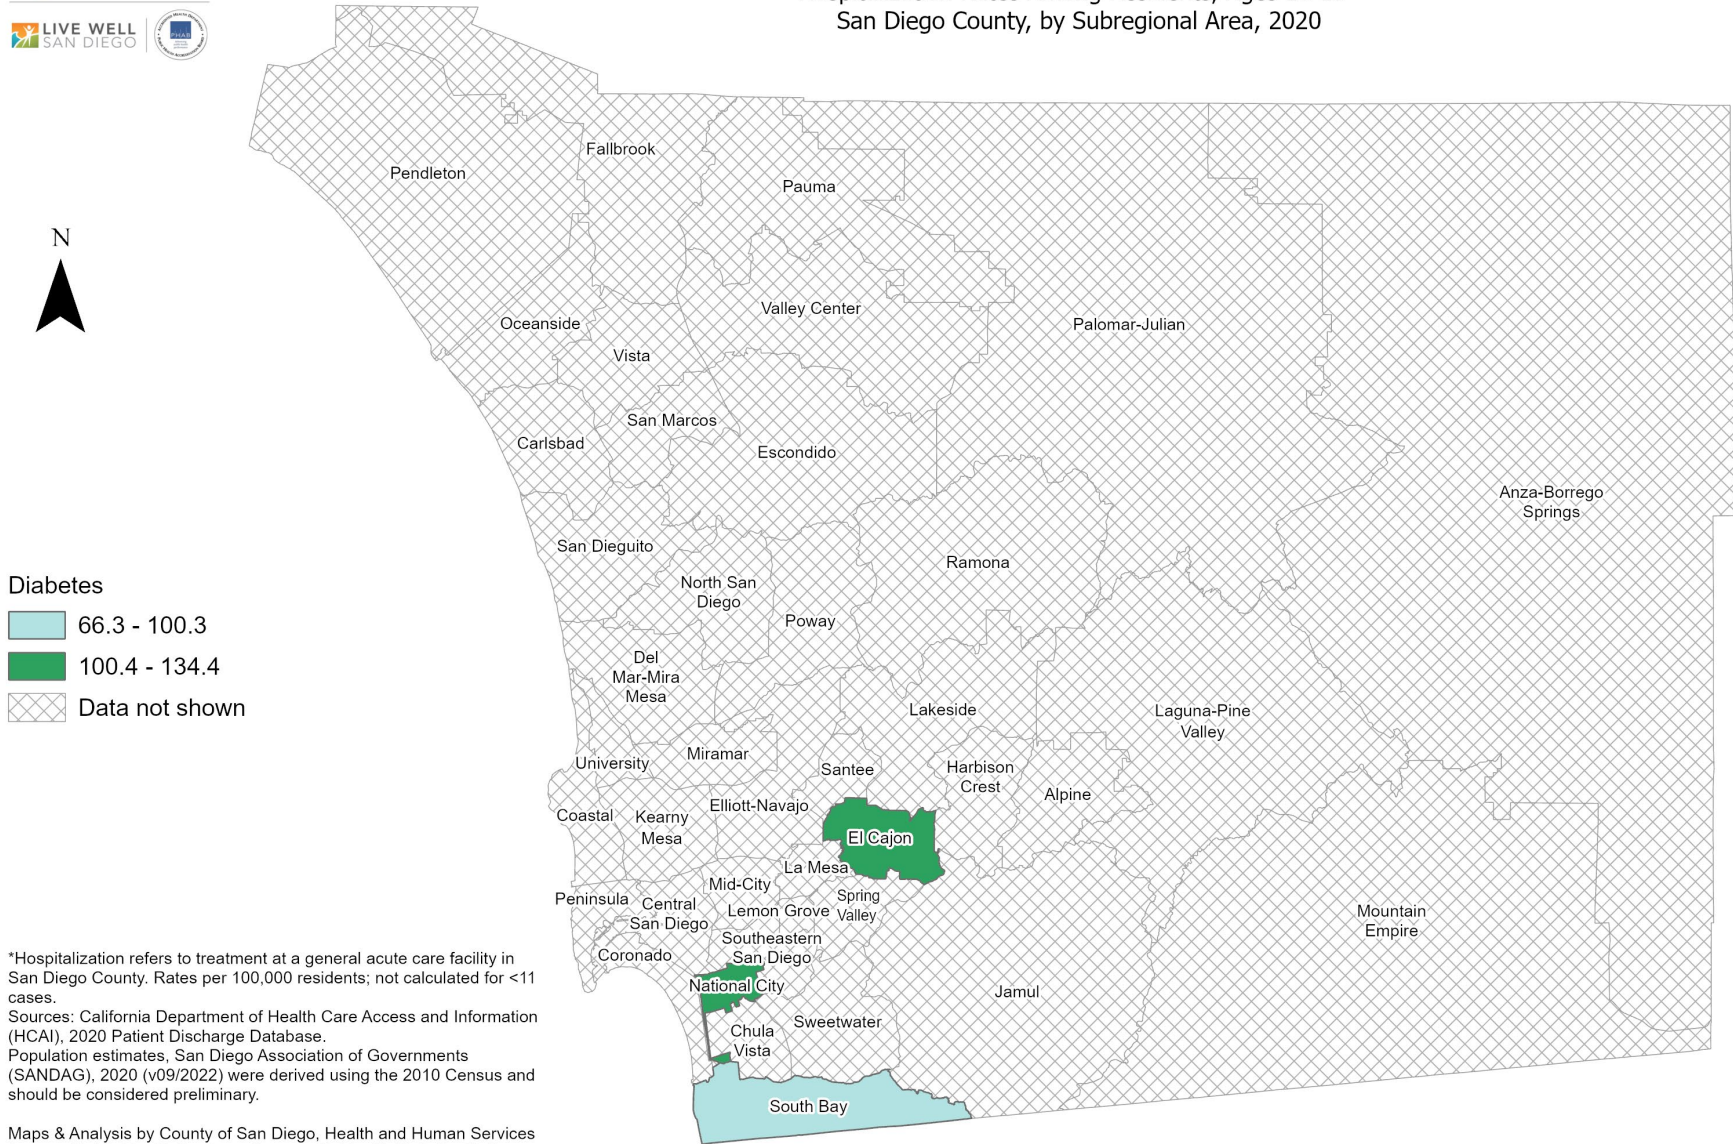 San Diego County, by Subregional Area, 2020
LIVE WELL
SAN DIEGO
PHAB
N
Fallbrook
Pendleton
Pauma
Valley Center
Oceanside
Palomar-Julian
Vista
San Marcos
Carlsbad
Escondido
Anza-Borrego
Springs
San Dieguito
Ramona
North San
Diego
Poway
Del
Mar-Mira
Mesa
Lakeside
Laguna-Pine
Valley
Miramar
University
Santee
Harbison
Crest
Alpine
Elliott-Navajo
Coastal
Kearny
Mesa
El Cajon
La Mesa
Mid-City
Peninsula
Central
San Diego
Spring
Valley
Lemon Grove
Mountain
Empire
Southeastern
San Diego
Coronado
National City
Jamul
Sweetwater
Chula
Vista
South Bay
Diabetes
66.3 - 100.3
100.4 - 134.4
Data not shown
*Hospitalization refers to treatment at a general acute care facility in
San Diego County. Rates per 100,000 residents; not calculated for <11
cases.
Sources: California Department of Health Care Access and Information
(HCAI), 2020 Patient Discharge Database.
Population estimates, San Diego Association of Governments
(SANDAG), 2020 (v09/2022) were derived using the 2010 Census and
should be considered preliminary.
Maps & Analysis by County of San Diego, Health and Human Services